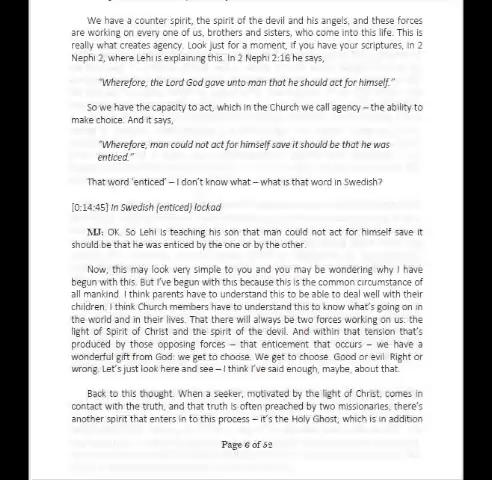 We have a counter spirit, the spirit of the devil and his angels, and these forces
are working on every one of us, brothers and sisters, who come into this life. This is
really what creates agency. Look just for a moment, if you have your scriptures, in 2
Nephi 2, where Lehi is explaining this. In 2 Nephi 2:16 he says,
"Wherefore, the Lord God gave unto man that he should act for himself."
So we have the capacity to act, which in the Church we call agency – the ability to
make choice. And it says,
"Wherefore, man could not act for himself save it should be that he was
enticed."
That word 'enticed' – I don't know what – what is that word in Swedish?
[0:14:45] In Swedish (enticed) lockad
MJ: OK. So Lehi is teaching his son that man could not act for himself save it
should be that he was enticed by the one or by the other.
Now, this may look very simple to you and you may be wondering why I have
begun with this. But I've begun with this because this is the common circumstance of
all mankind. I think parents have to understand this to be able to deal well with their
children. I think Church members have to understand this to know what's going on in
the world and in their lives. That there will always be two forces working on us: the
light of Spirit of Christ and the spirit of the devil. And within that tension that's
produced by those opposing forces – that enticement that occurs – we have a
wonderful gift from God: we get to choose. We get to choose. Good or evil. Right or
wrong. Let's just look here and see – I think I've said enough, maybe, about that.
Back to this thought. When a seeker, motivated by the light of Christ, comes in
contact with the truth, and that truth is often preached by two missionaries, there's
another spirit that enters in to this process – it's the Holy Ghost, which is in addition
Page 6 of 52